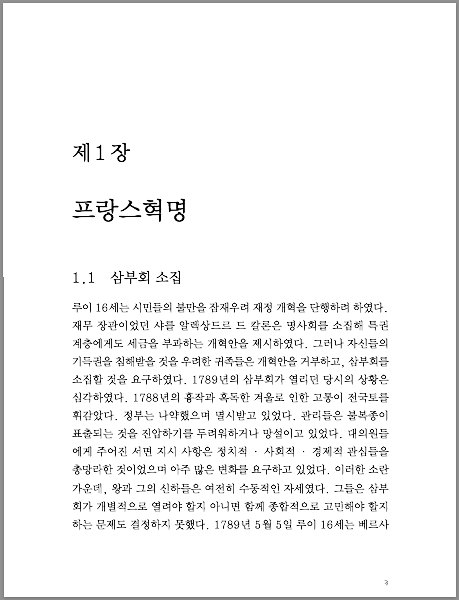 제 1 장
프랑스혁명
1.1 삼부회 소집
루이 16세는 시민들의 불만을 잠재우려 재정 개혁을 단행하려 하였다.
재무 장관이었던 샤를 알렉상드르 드 칼론은 명사회를 소집해 특권
계층에게도 세금을 부과하는 개혁안을 제시하였다. 그러나 자신들의
기득권을 침해받을 것을 우려한 귀족들은 개혁안을 거부하고, 삼부회를
소집할 것을 요구하였다. 1789년의 삼부회가 열리던 당시의 상황은
심각하였다. 1788년의 흉작과 혹독한 겨울로 인한 고통이 전국토를
휘감았다. 정부는 나약했으며 멸시받고 있었다. 관리들은 불복종이
표출되는 것을 진압하기를 두려워하거나 망설이고 있었다. 대의원들
에게 주어진 서면 지시 사항은 정치적 · 사회적 · 경제적 관심들을
총망라한 것이었으며 아주 많은 변화를 요구하고 있었다. 이러한 소란
가운데, 왕과 그의 신하들은 여전히 수동적인 자세였다. 그들은 삼부
회가 개별적으로 열려야 할지 아니면 함께 종합적으로 고민해야 할지
하는 문제도 결정하지 못했다. 1789년 5월 5일 루이 16세는 베르사
3